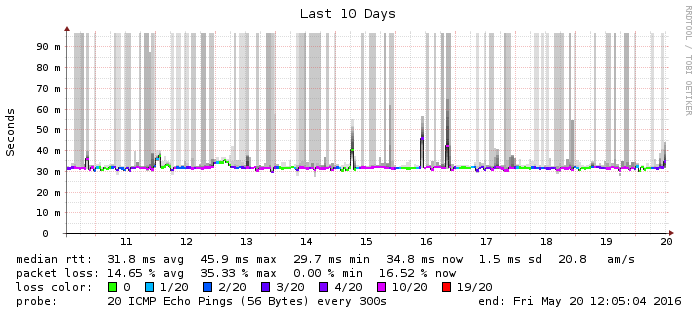 Last 10 Days
RRDTOOL / TOBI OETIKER
Seconds
90 m
80 m
70 m
60 m
50 m
40 m
30 m
20 m
10 m
0
11 12 13 14 15 16 17 18 19 20
median rtt: 31.8 ms avg 45.9 ms max 29.7 ms min 34.8 ms now 1.5 ms sd 20.8 am/s
packet loss: 14.65 % avg 35.33 % max 0.00 % min 16.52 % now
loss color: 0 1/20 2/20 3/20 4/20 10/20 19/20
probe: 20 ICMP Echo Pings (56 Bytes) every 300s end: Fri May 20 12:05:04 2016